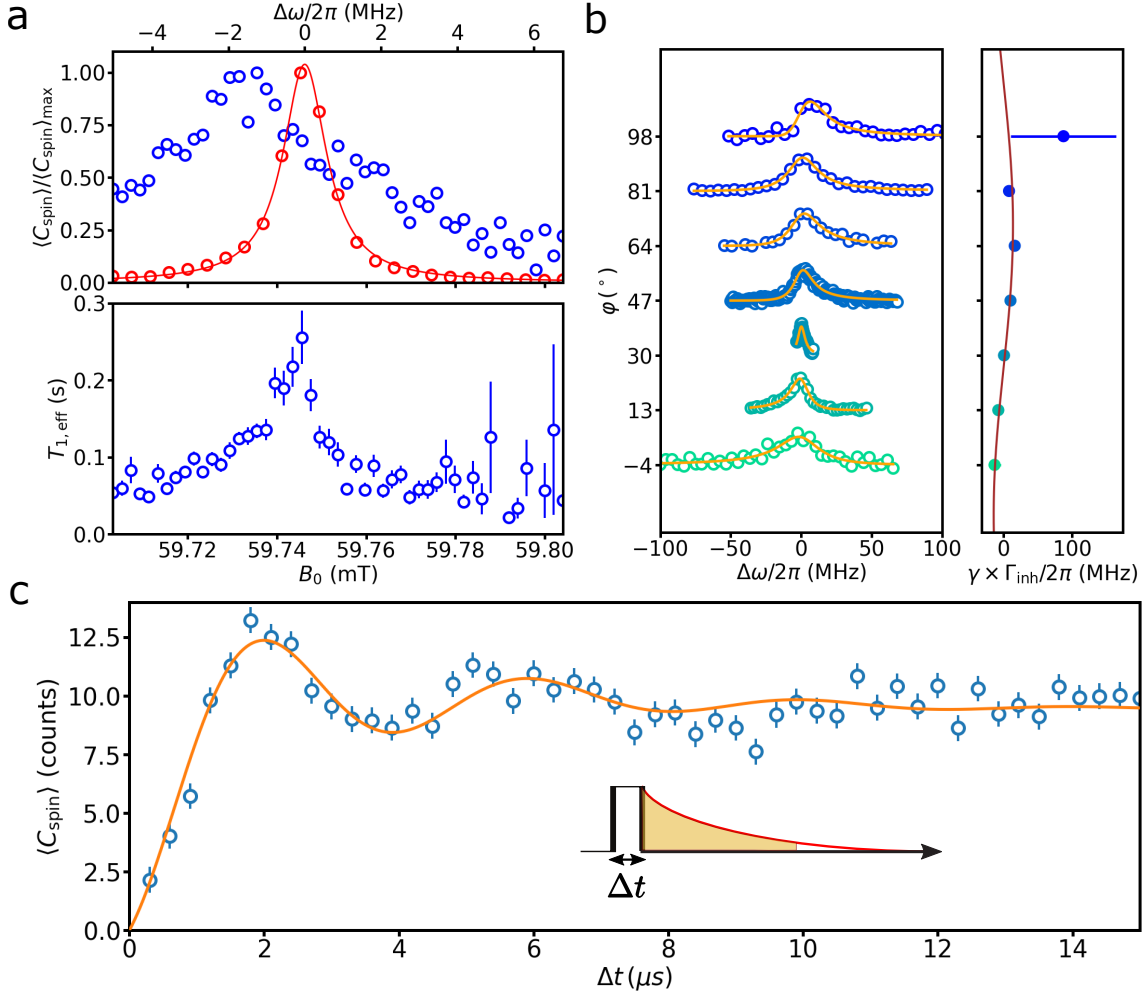 a
Δω/2π (MHz)
−4 −2 0 2 4 6
⟨C_spin⟩/⟨C_spin⟩_max
1.00
0.75
0.50
0.25
0.00
T_1, eff (s)
0.3
0.2
0.1
0.0
59.72 59.74 59.76 59.78 59.80
B_0 (mT)
b
φ (°)
98
81
64
47
30
13
−4
−100 −50 0 50 100
Δω/2π (MHz)
0 100
γ × Γ_inh/2π (MHz)
c
⟨C_spin⟩ (counts)
12.5
10.0
7.5
5.0
2.5
0.0
Δt
0 2 4 6 8 10 12 14
Δt (μs)